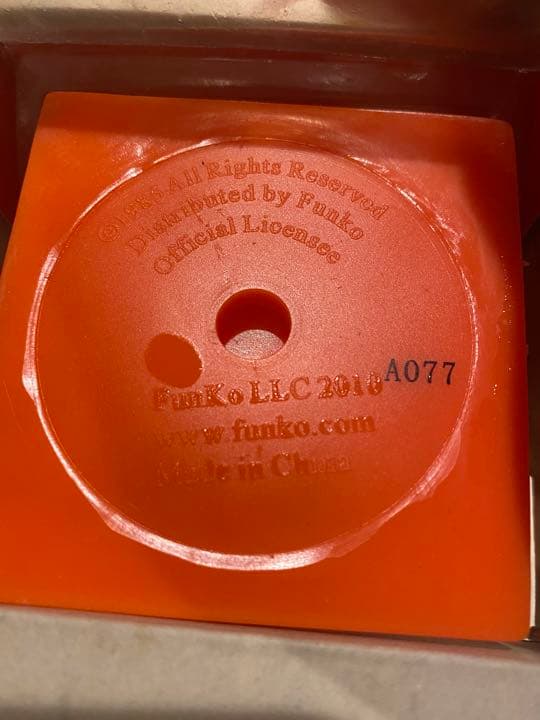 All Rights Reserved
Distributed by Funko
Official Licensee
FunKo LLC 2010
A077
www.funko.com
Made in China